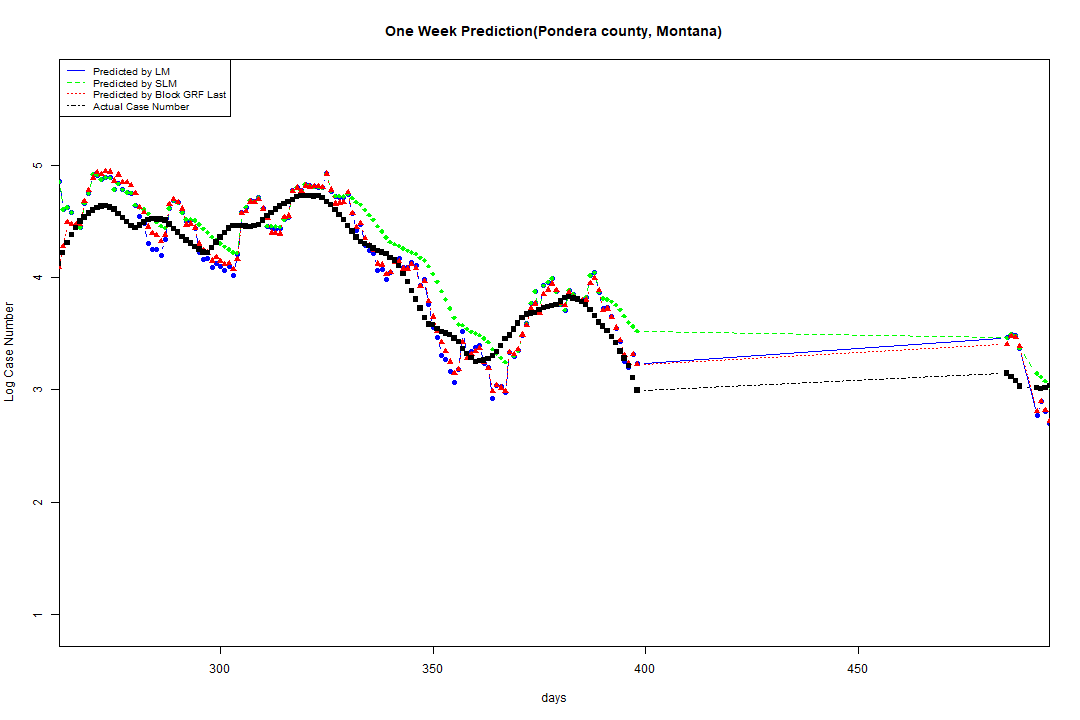 One Week Prediction(Pondera county, Montana)
Predicted by LM
Predicted by SLM
Predicted by Block GRF Last
Actual Case Number
5
4
3
2
1
Log Case Number
300
350
400
450
days